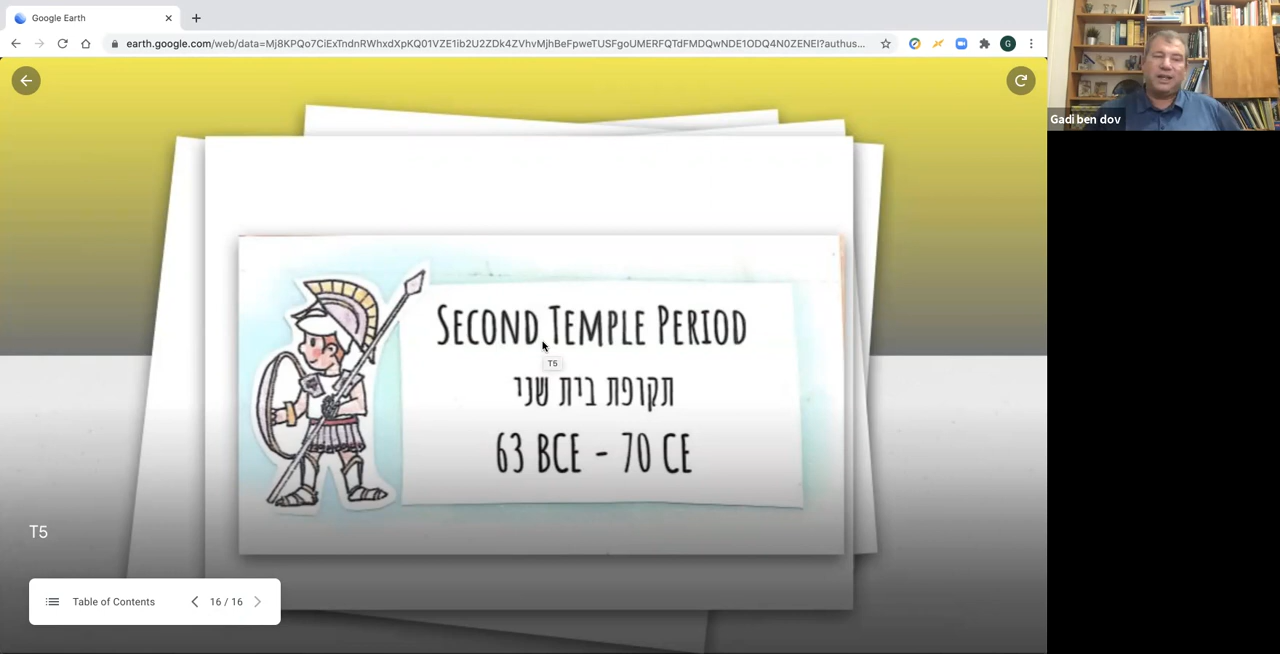 Google Earth
earth.google.com/web/data=Mj8KPQo7CiExTndnRWhxdXpKQ01VZE1ib2U2ZDk4ZVhvMjhBeFpweTUSFgoUMERFQTdFMDQwNDE1ODQ4N0ZENEI?authus...
G
Gadi ben dov
SECOND TEMPLE PERIOD
T5
תקופת בית שני
63 BCE - 70 CE
T5
Table of Contents
16 / 16